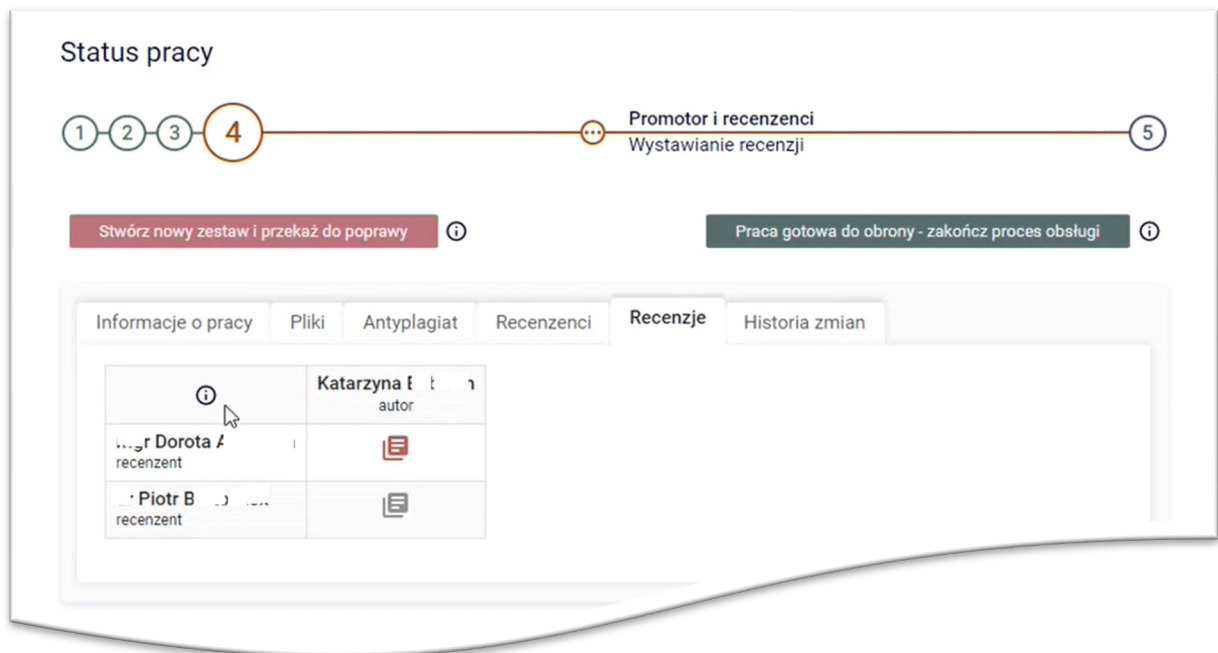 Status pracy
1 2 3 4
Promotor i recenzenci
Wystawianie recenzji
5
Stwórz nowy zestaw i przekaż do poprawy
Praca gotowa do obrony - zakończ proces obsługi
Informacje o pracy Pliki Antyplagiat Recenzenci Recenzje Historia zmian
Katarzyna
autor
Dorota
recenzent
Piotr
recenzent